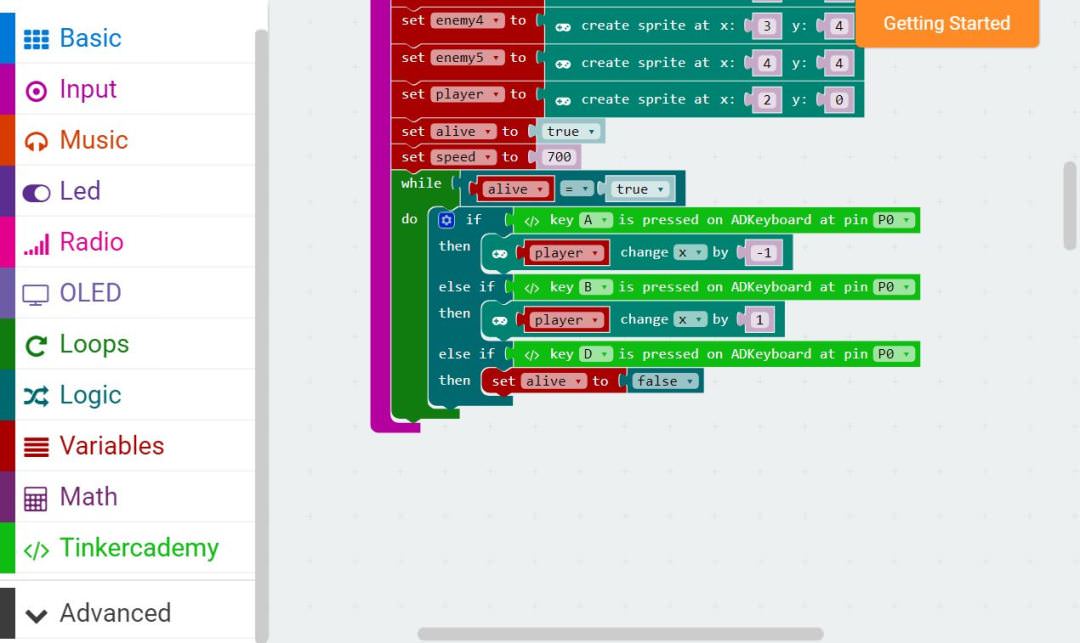 Basic
Input
Music
Led
Radio
OLED
Loops
Logic
Variables
Math
Tinkercademy
Advanced
Getting Started
set enemy4 to create sprite at x: 3 y: 4
set enemy5 to create sprite at x: 4 y: 4
set player to create sprite at x: 2 y: 0
set alive to true
set speed to 700
while alive = true
do if key A is pressed on ADKeyboard at pin P0
then player change x by -1
else if key B is pressed on ADKeyboard at pin P0
then player change x by 1
else if key D is pressed on ADKeyboard at pin P0
then set alive to false